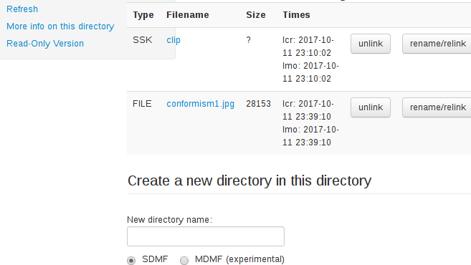 Refresh
More info on this directory
Read-Only Version
Type Filename Size Times
SSK clip ? lcr: 2017-10-
11 23:10:02
lmo: 2017-10-
11 23:10:02
unlink rename/relink
FILE conformism1.jpg 28153 lcr: 2017-10-
11 23:39:10
lmo: 2017-10-
11 23:39:10
unlink rename/relink
Create a new directory in this directory
New directory name:
SDMF MDMF (experimental)